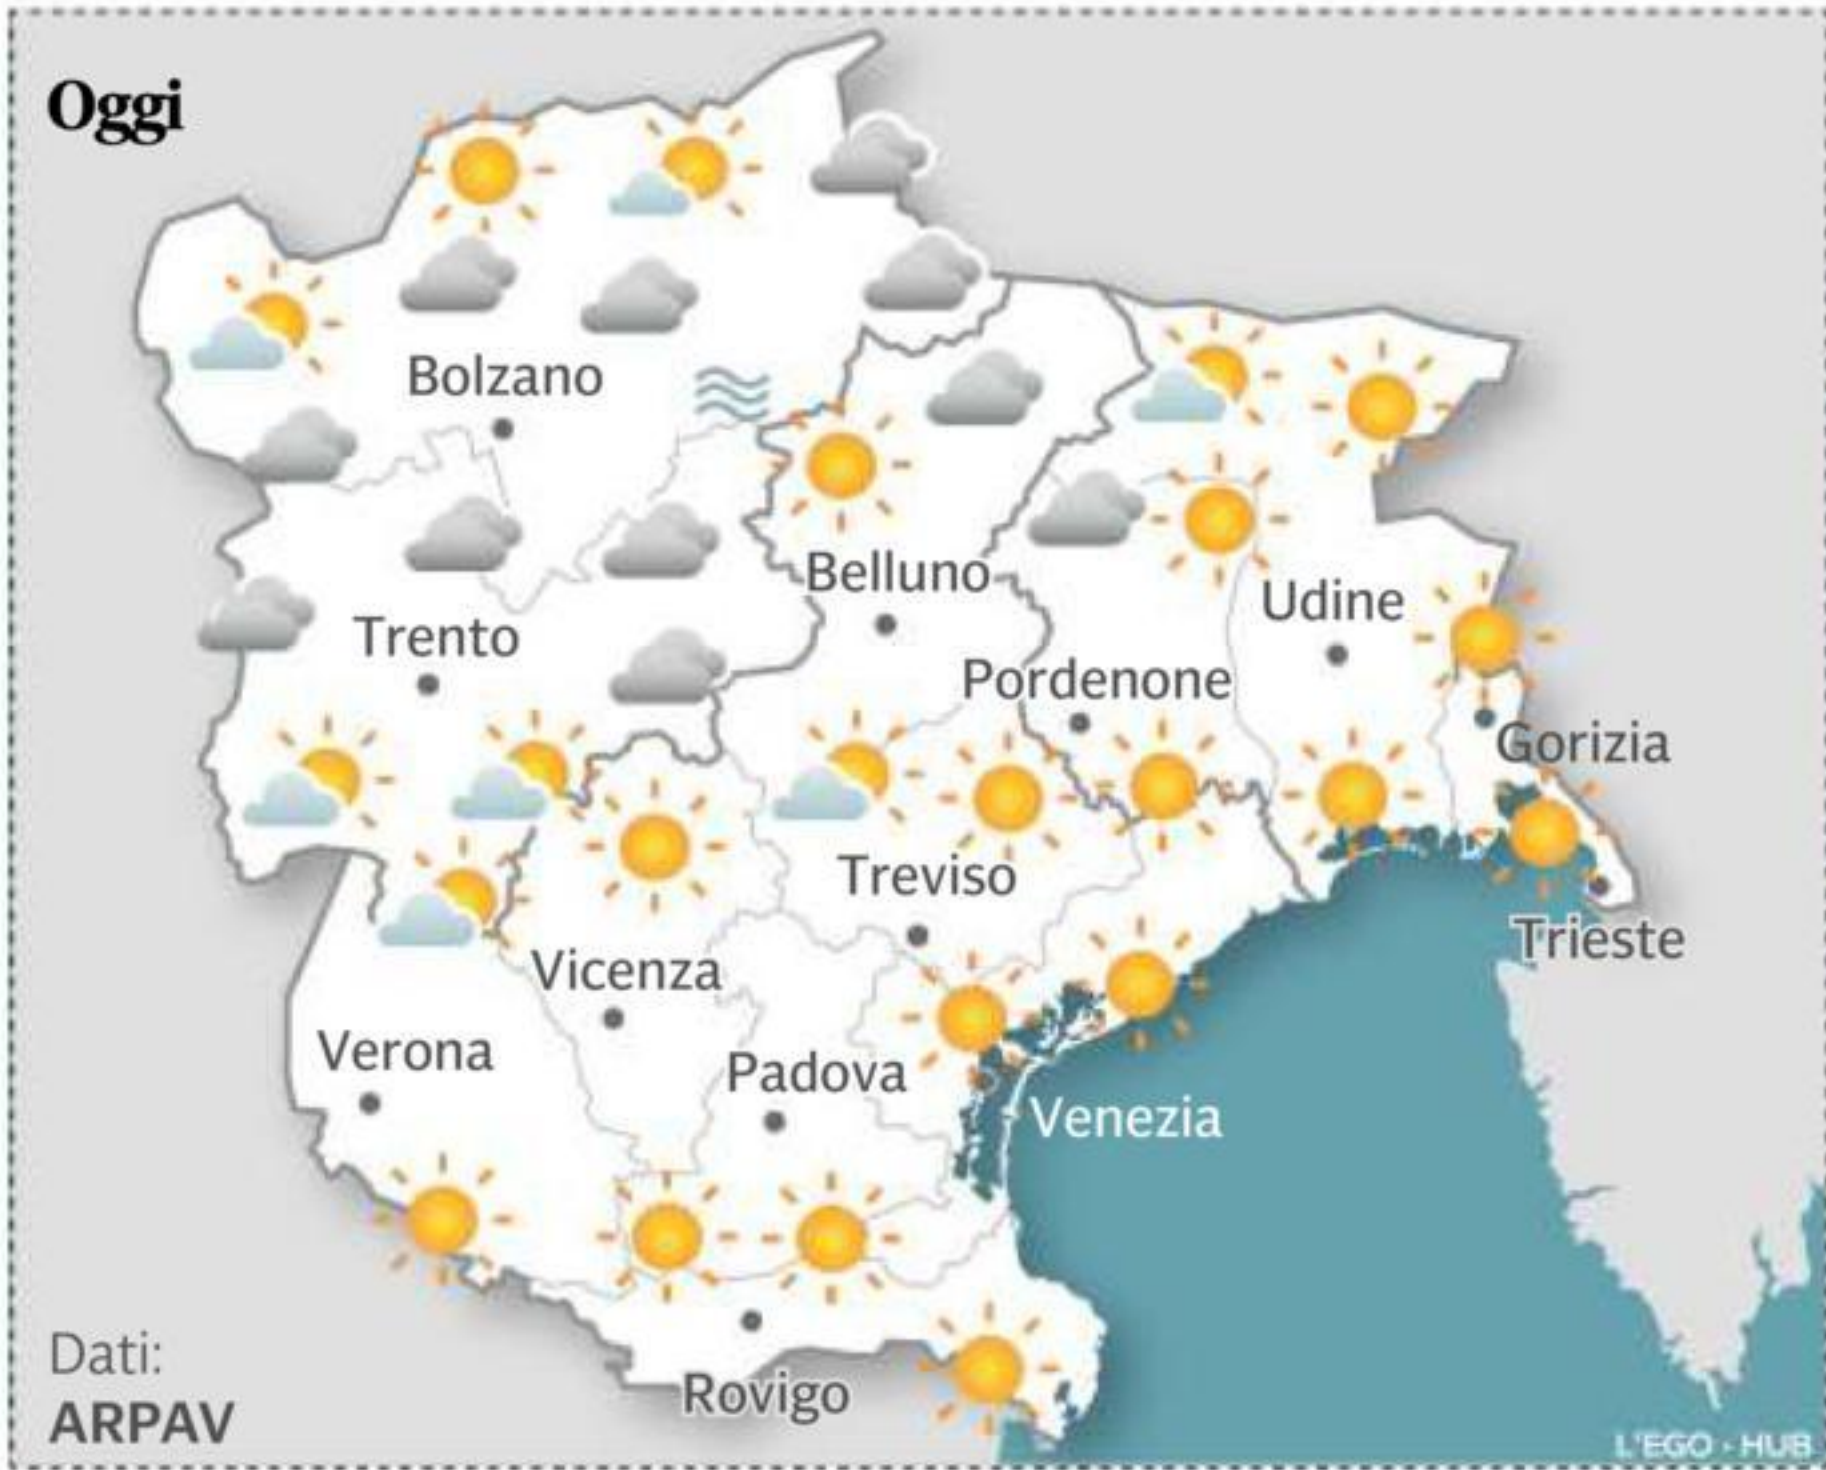 Oggi
Bolzano
Belluno
Udine
Trento
Pordenone
Gorizia
Treviso
Trieste
Vicenza
Verona
Padova
Venezia
Dati:
ARPAV
Rovigo
L'EGO - HUB